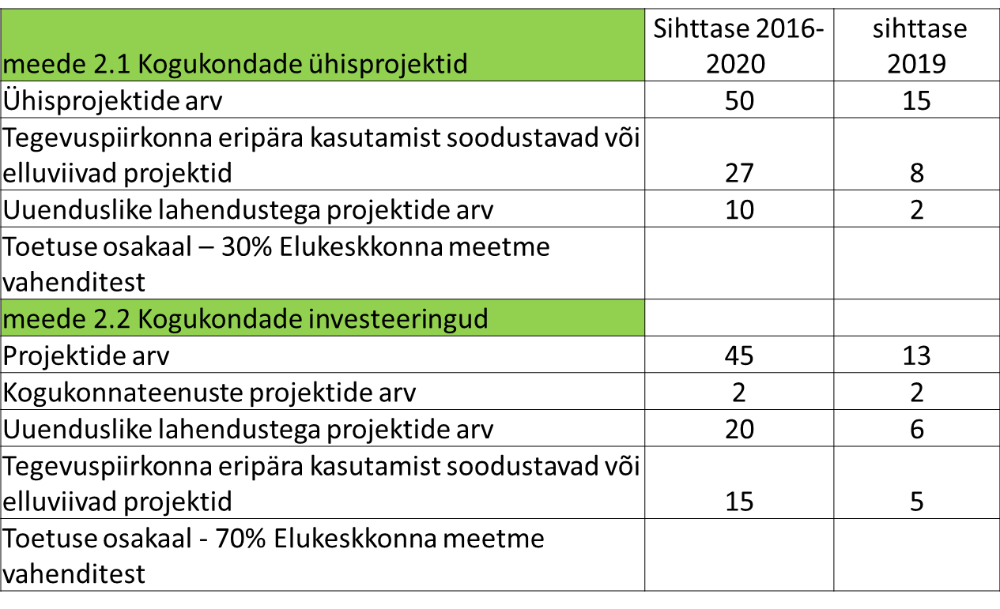 Sihttase 2016- sihttase
meede 2.1 Kogukondade ühisprojektid 2020 2019
Ühisprojektide arv 50 15
Tegevuspiirkonna eripära kasutamist soodustavad või
elluviivad projektid 27 8
Uuenduslike lahendustega projektide arv 10 2
Toetuse osakaal – 30% Elukeskkonna meetme
vahenditest
meede 2.2 Kogukondade investeeringud
Projektide arv 45 13
Kogukonnateenuste projektide arv 2 2
Uuenduslike lahendustega projektide arv 20 6
Tegevuspiirkonna eripära kasutamist soodustavad või
elluviivad projektid 15 5
Toetuse osakaal - 70% Elukeskkonna meetme
vahenditest